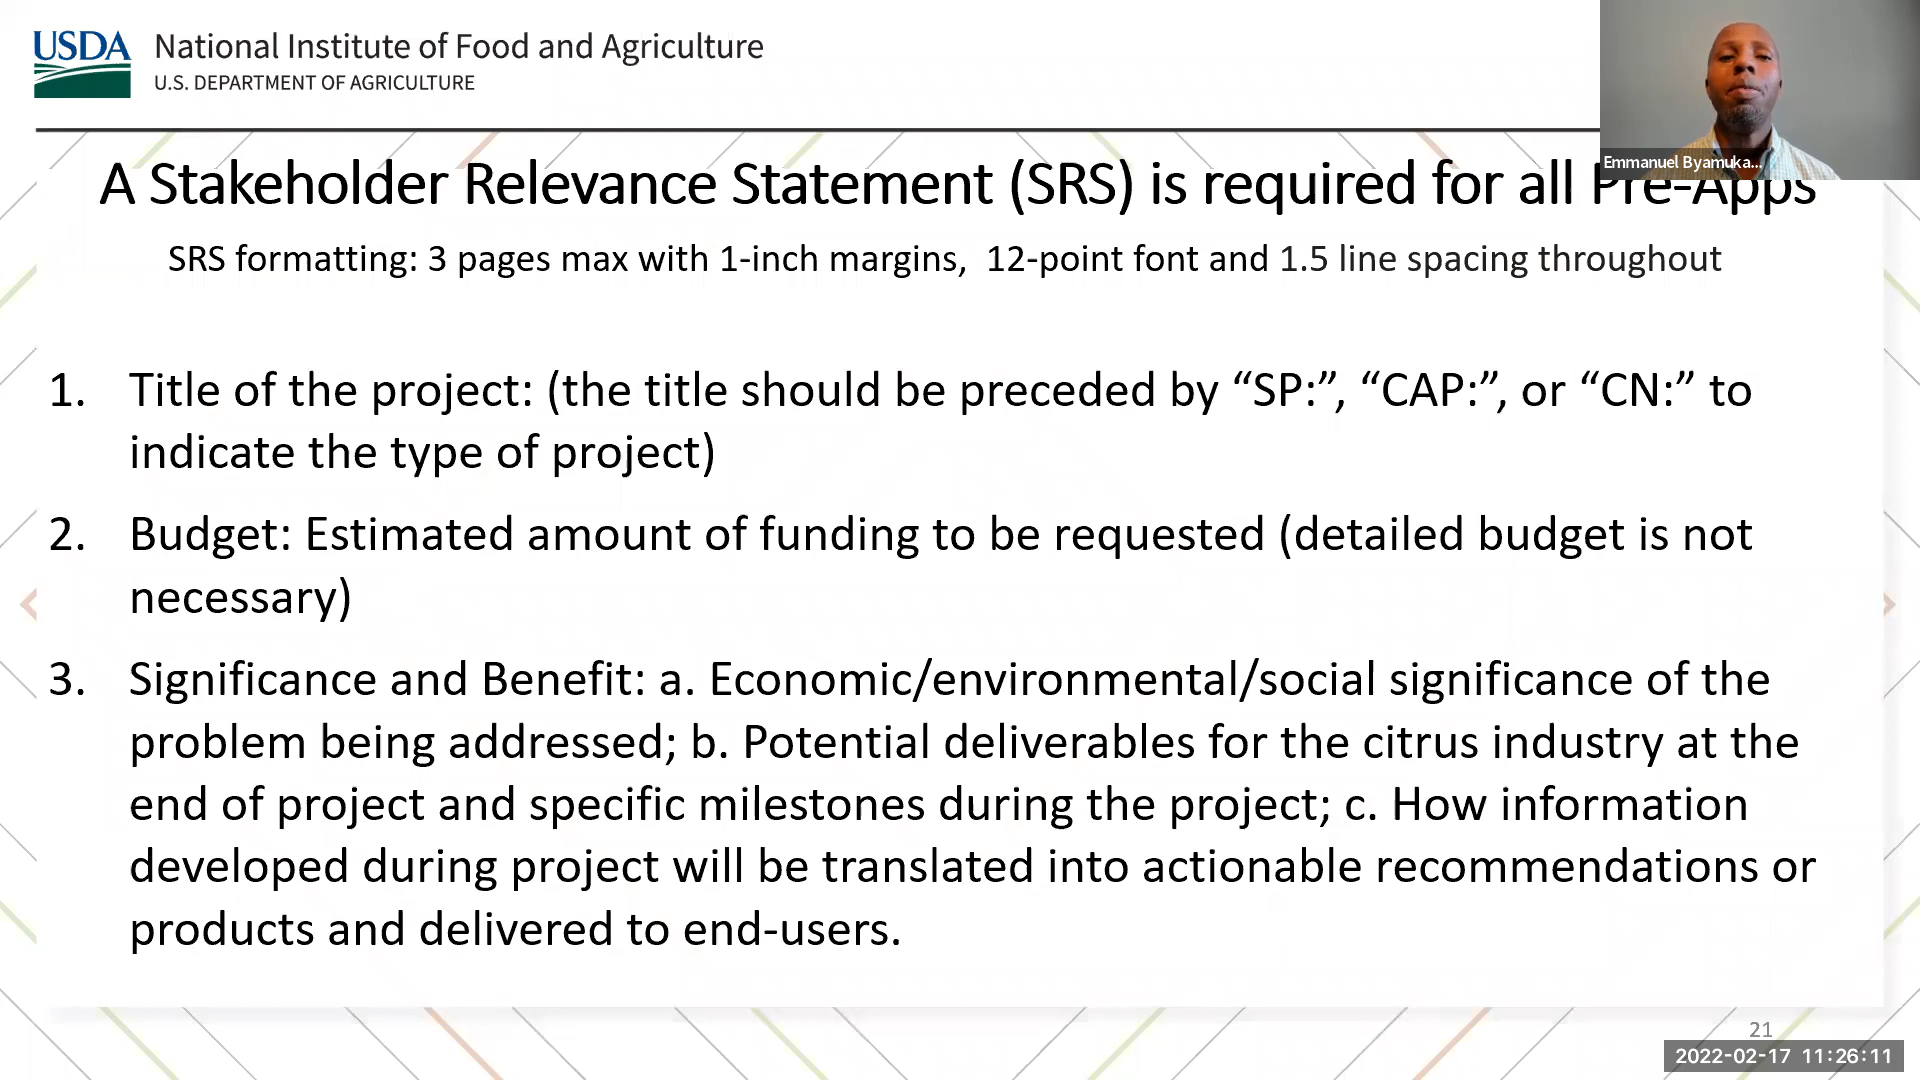 USDA
National Institute of Food and Agriculture
U.S. DEPARTMENT OF AGRICULTURE
Emmanuel Byamuka...
A Stakeholder Relevance Statement (SRS) is required for all Pre-Apps
SRS formatting: 3 pages max with 1-inch margins, 12-point font and 1.5 line spacing throughout
1. Title of the project: (the title should be preceded by “SP:”, “CAP:”, or “CN:” to
indicate the type of project)
2. Budget: Estimated amount of funding to be requested (detailed budget is not
necessary)
3. Significance and Benefit: a. Economic/environmental/social significance of the
problem being addressed; b. Potential deliverables for the citrus industry at the
end of project and specific milestones during the project; c. How information
developed during project will be translated into actionable recommendations or
products and delivered to end-users.
21
2022-02-17 11:26:11